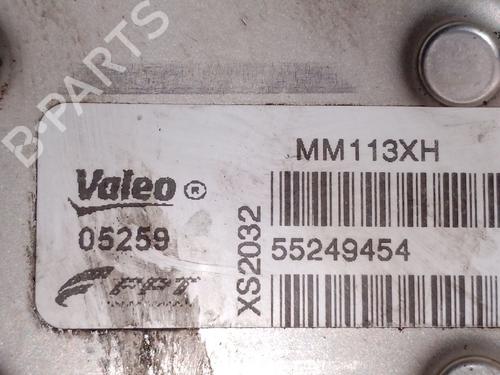 B-PARTS
MM113XH
Valeo ®
05259
XS2032
55249454
FPT